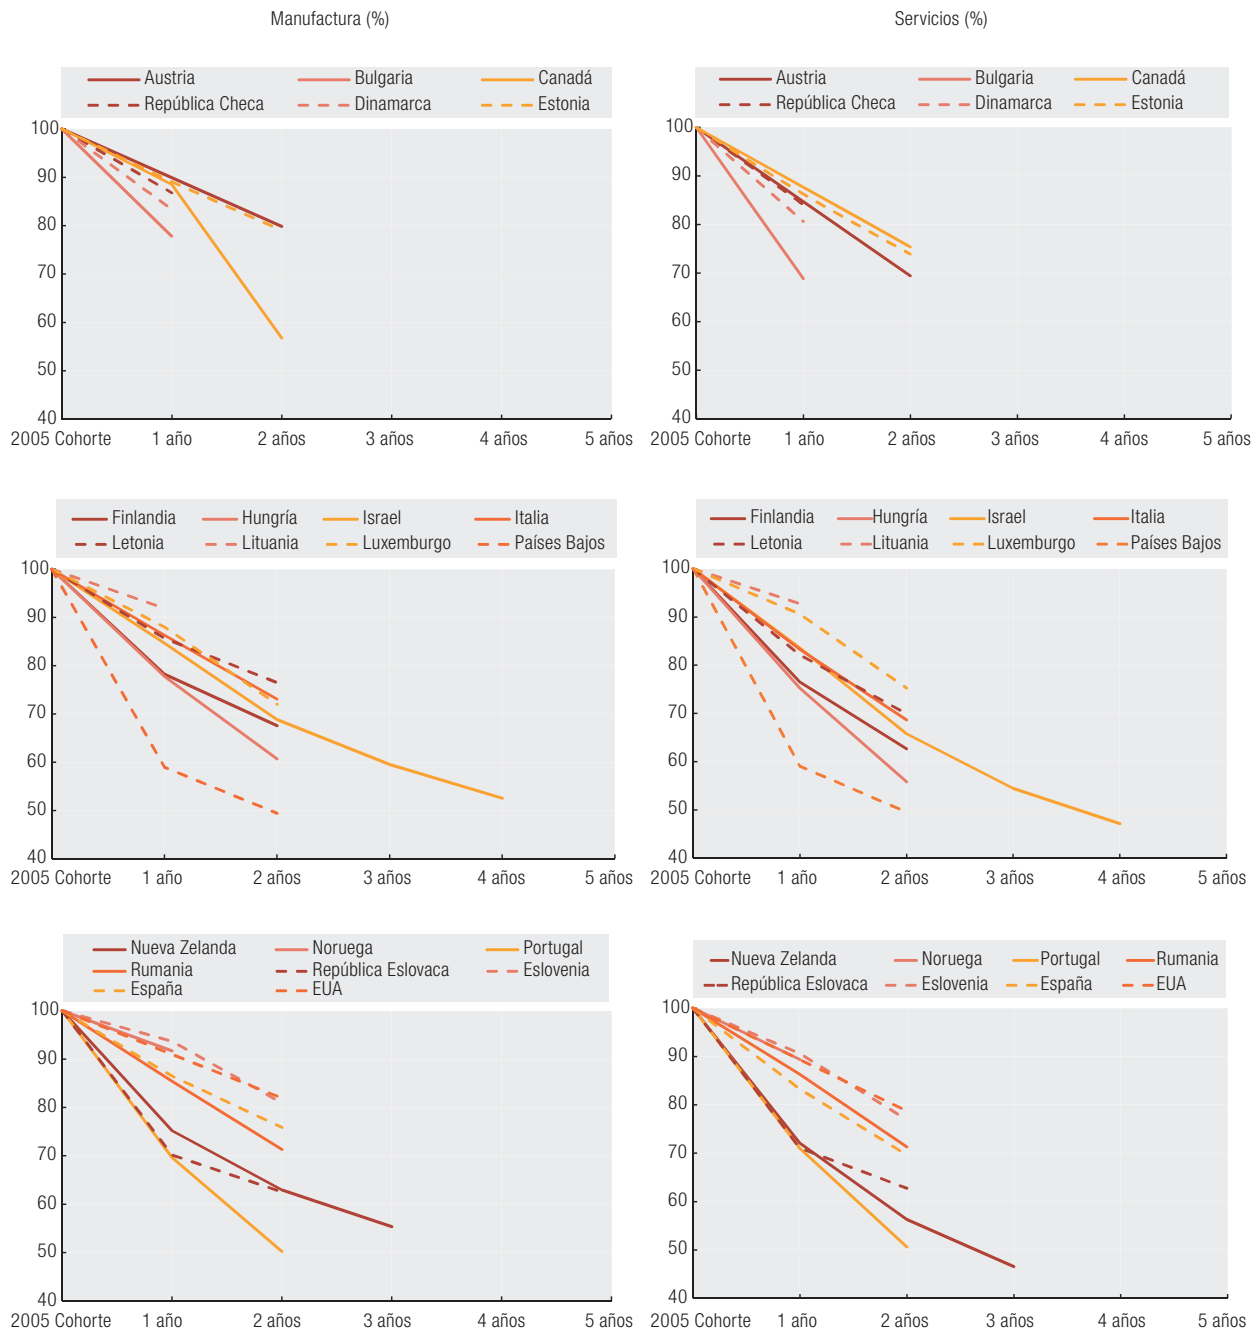 Manufactura (%)
Servicios (%)
Austria Bulgaria Canadá
República Checa Dinamarca Estonia
100
90
80
70
60
50
40
2005 Cohorte 1 año 2 años 3 años 4 años 5 años
Austria Bulgaria Canadá
República Checa Dinamarca Estonia
100
90
80
70
60
50
40
2005 Cohorte 1 año 2 años 3 años 4 años 5 años
Finlandia Hungría Israel Italia
Letonia Lituania Luxemburgo Países Bajos
100
90
80
70
60
50
40
2005 Cohorte 1 año 2 años 3 años 4 años 5 años
Finlandia Hungría Israel Italia
Letonia Lituania Luxemburgo Países Bajos
100
90
80
70
60
50
40
2005 Cohorte 1 año 2 años 3 años 4 años 5 años
Nueva Zelanda Noruega Portugal
Rumania República Eslovaca Eslovenia
España EUA
100
90
80
70
60
50
40
2005 Cohorte 1 año 2 años 3 años 4 años 5 años
Nueva Zelanda Noruega Portugal Rumania
República Eslovaca Eslovenia España EUA
100
90
80
70
60
50
40
2005 Cohorte 1 año 2 años 3 años 4 años 5 años